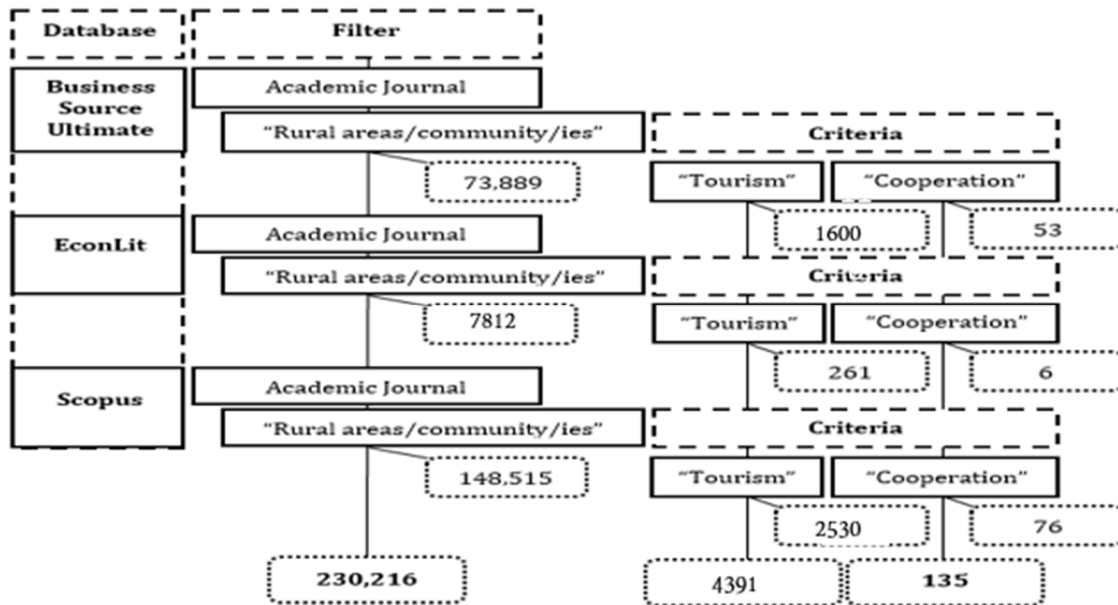 Database
Filter
Business
Source
Ultimate
Academic Journal
"Rural areas/community/ies"
Criteria
73,889
"Tourism"
"Cooperation"
1600
53
EconLit
Academic Journal
"Rural areas/community/ies"
Criteria
7812
"Tourism"
"Cooperation"
261
6
Scopus
Academic Journal
"Rural areas/community/ies"
Criteria
148,515
"Tourism"
"Cooperation"
2530
76
230,216
4391
135